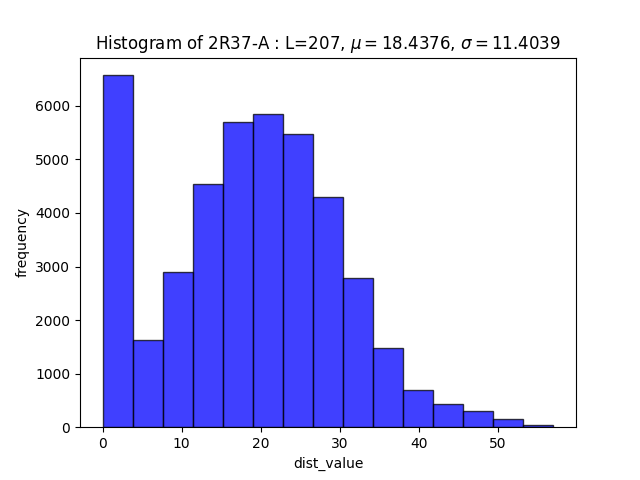 Histogram of 2R37-A : L=207, μ = 18.4376, σ = 11.4039
6000
5000
4000
3000
2000
1000
0
frequency
0 10 20 30 40 50
dist_value